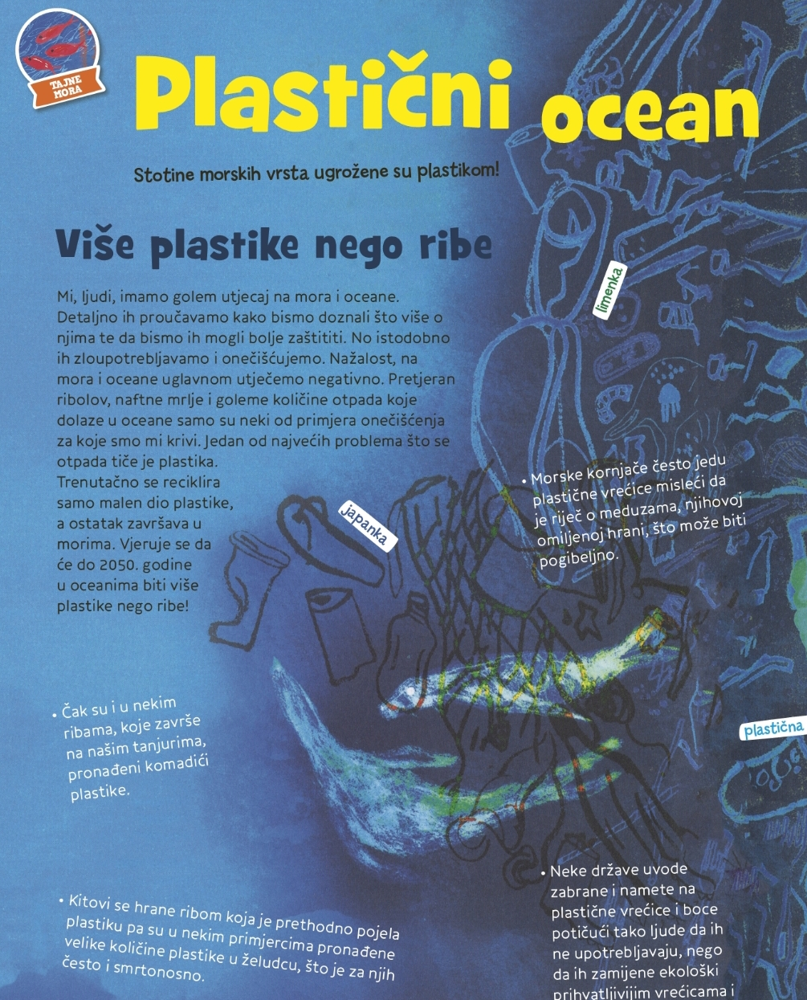 TAJNE
MORA
Plastični ocean
Stotine morskih vrsta ugrožene su plastikom!
Više plastike nego ribe
Mi, ljudi, imamo golem utjecaj na mora i oceane.
Detaljno ih proučavamo kako bismo doznali što više o
njima te da bismo ih mogli bolje zaštititi. No istodobno
ih zloupotrebljavamo i onečišćujemo. Nažalost, na
mora i oceane uglavnom utječemo negativno. Pretjeran
ribolov, naftne mrlje i goleme količine otpada koje
dolaze u oceane samo su neki od primjera onečišćenja
za koje smo mi krivi. Jedan od najvećih problema što se
otpada tiče je plastika.
Trenutačno se reciklira
samo malen dio plastike,
a ostatak završava u
morima. Vjeruje se da
će do 2050. godine
u oceanima biti više
plastike nego ribe!
limenka
japanka
• Morske kornjače često jedu
plastične vrećice misleći da
je riječ o meduzama, njihovoj
omiljenoj hrani, što može biti
pogibeljno.
• Čak su i u nekim
ribama, koje završe
na našim tanjurima,
pronađeni komadići
plastike.
plastična
• Kitovi se hrane ribom koja je prethodno pojela
plastiku pa su u nekim primjercima pronađene
velike količine plastike u želudcu, što je za njih
često i smrtonosno.
• Neke države uvode
zabrane i namete na
plastične vrećice i boce
potičući tako ljude da ih
ne upotrebljavaju, nego
da ih zamijene ekološki
prihvatljivijim vrećicama i